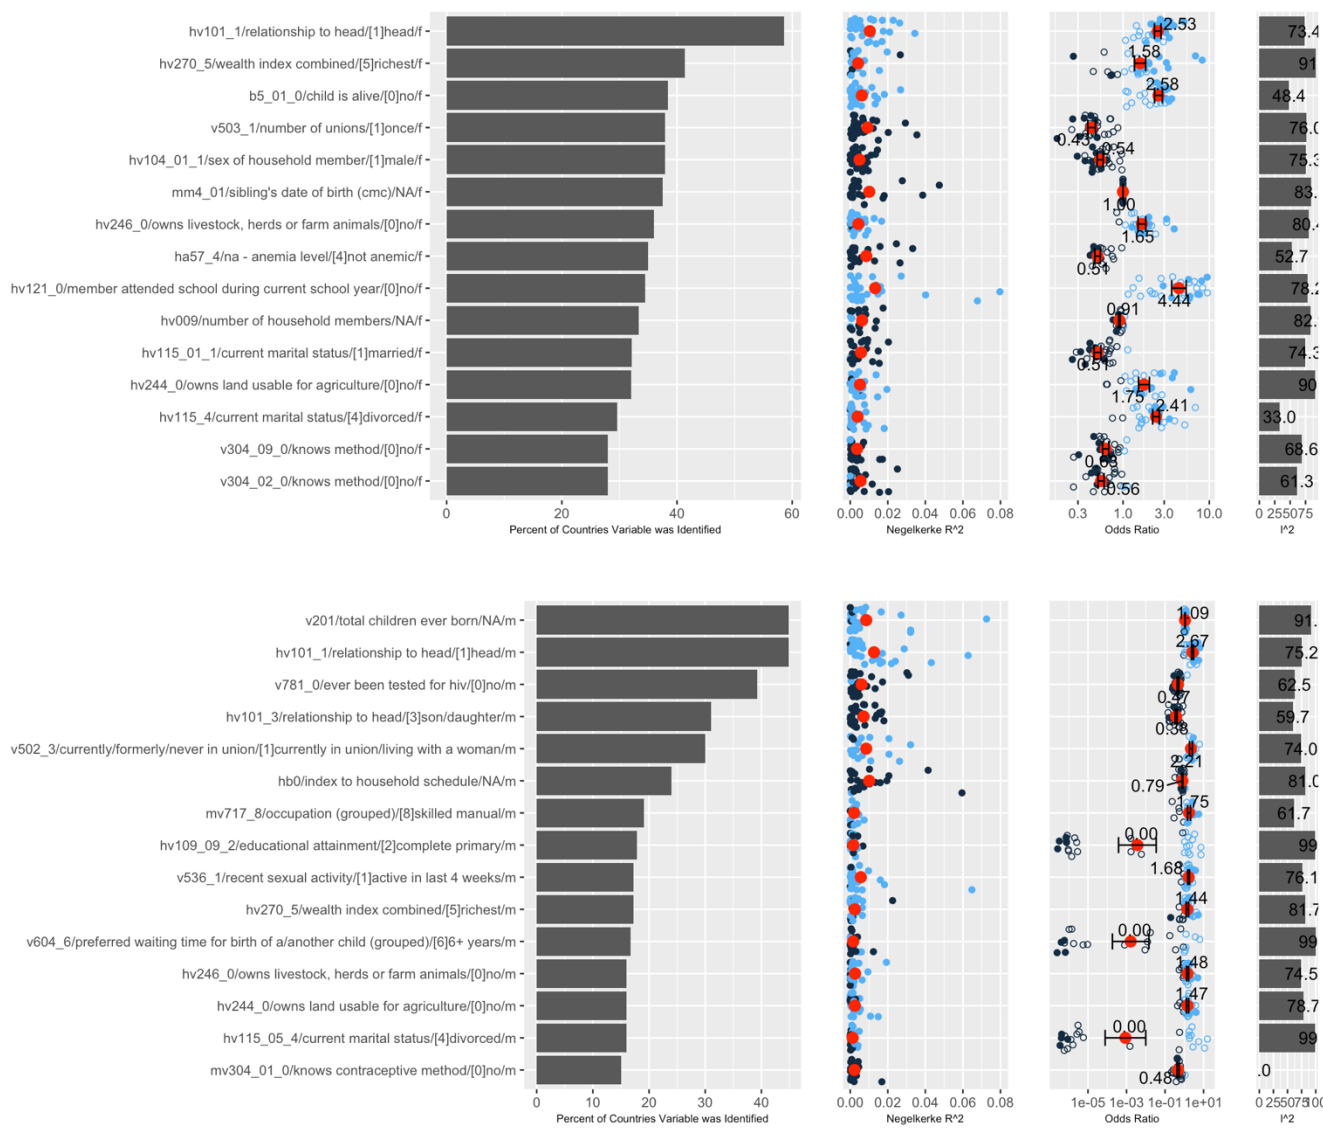 hv101_1/relationship to head/[1]head/f
hv270_5/wealth index combined/[5]richest/f
b5_01_0/child is alive/[0]no/f
v503_1/number of unions/[1]once/f
hv104_01_1/sex of household member/[1]male/f
mm4_01/sibling's date of birth (cmc)/NA/f
hv246_0/owns livestock, herds or farm animals/[0]no/f
ha57_4/na - anemia level/[4]not anemic/f
hv121_0/member attended school during current school year/[0]no/f
hv009/number of household members/NA/f
hv115_01_1/current marital status/[1]married/f
hv244_0/owns land usable for agriculture/[0]no/f
hv115_4/current marital status/[4]divorced/f
v304_09_0/knows method/[0]no/f
v304_02_0/knows method/[0]no/f
0 20 40 60
Percent of Countries Variable was Identified
0.00 0.02 0.04 0.06 0.08
Negelkerke R^2
2.53
1.58
2.58
0.43
0.54
1.00
1.65
0.51
4.44
0.91
0.51
1.75
2.41
0.63
0.56
0.3 1.0 3.0 10.0
Odds Ratio
73.4
91
48.4
76.0
75.3
83.
80.4
52.7
78.2
82.
74.3
90
33.0
68.6
61.3
0 255075
I^2
v201/total children ever born/NA/m
hv101_1/relationship to head/[1]head/m
v781_0/ever been tested for hiv/[0]no/m
hv101_3/relationship to head/[3]son/daughter/m
v502_3/currently/formerly/never in union/[1]currently in union/living with a woman/m
hb0/index to household schedule/NA/m
mv717_8/occupation (grouped)/[8]skilled manual/m
hv109_09_2/educational attainment/[2]complete primary/m
v536_1/recent sexual activity/[1]active in last 4 weeks/m
hv270_5/wealth index combined/[5]richest/m
v604_6/preferred waiting time for birth of a/another child (grouped)/[6]6+ years/m
hv246_0/owns livestock, herds or farm animals/[0]no/m
hv244_0/owns land usable for agriculture/[0]no/m
hv115_05_4/current marital status/[4]divorced/m
mv304_01_0/knows contraceptive method/[0]no/m
0 20 40
Percent of Countries Variable was Identified
0.00 0.02 0.04 0.06 0.08
Negelkerke R^2
1.09
2.67
0.47
0.38
2.21
0.79
1.75
0.00
1.68
1.44
0.00
1.48
1.47
0.00
0.48
1e-05 1e-03 1e-01 1e+01
Odds Ratio
91.
75.2
62.5
59.7
74.0
81.0
61.7
99
76.1
81.7
99
74.5
78.7
99
.0
0 255075
I^2